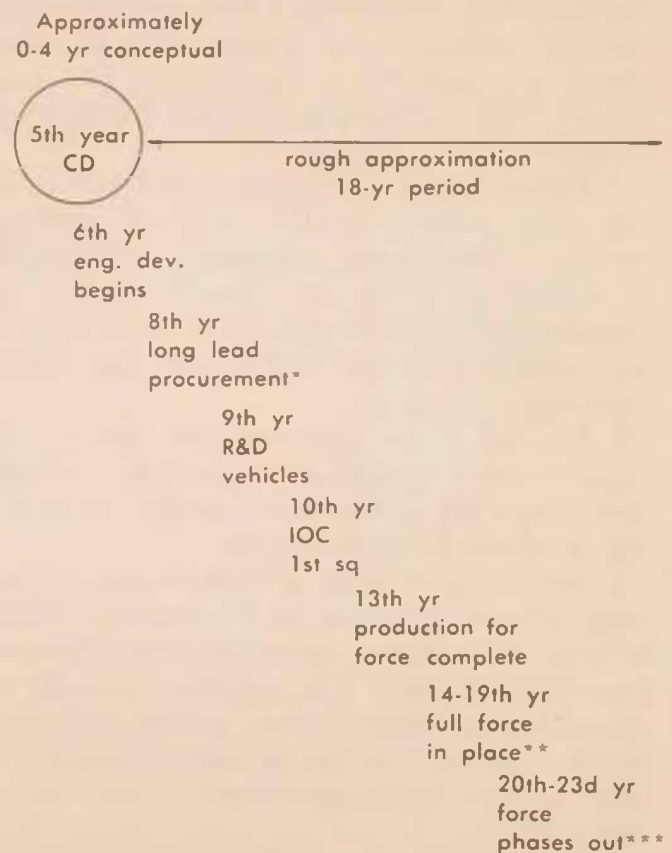 Approximately
0-4 yr conceptual
5th year
CD
rough approximation
18-yr period
6th yr
eng. dev.
begins
8th yr
long lead
procurement*
9th yr
R&D
vehicles
10th yr
IOC
1st sq
13th yr
production for
force complete
14-19th yr
full force
in place**
20th-23d yr
force
phases out***